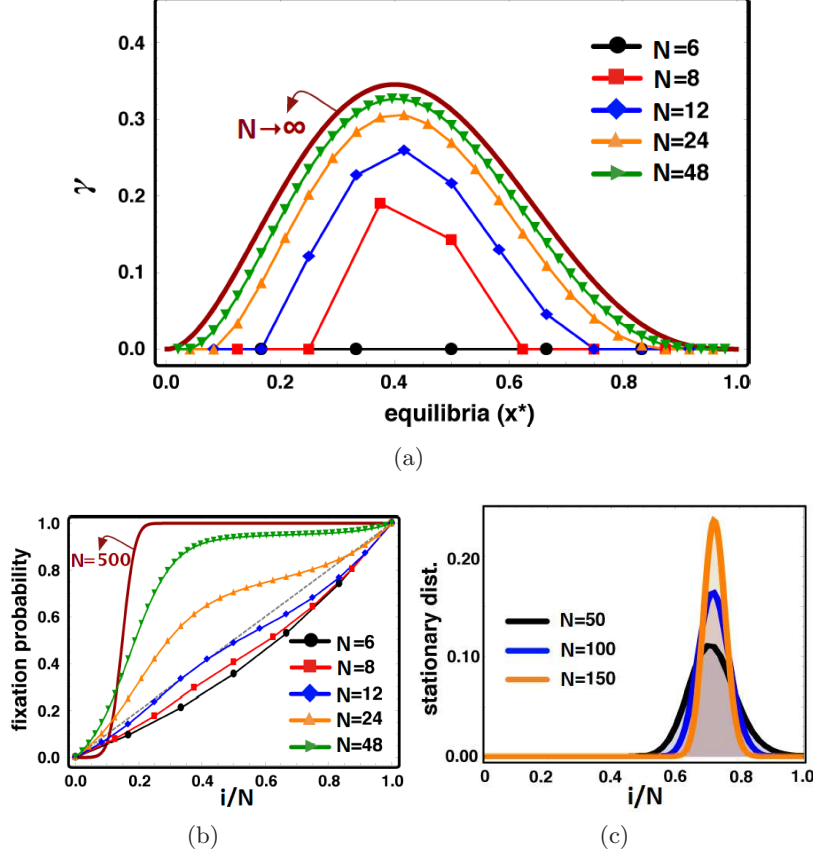 0.4
0.3
0.2
0.1
0.0
γ
N→∞
N=6
N=8
N=12
N=24
N=48
0.0 0.2 0.4 0.6 0.8 1.0
equilibria (x*)
(a)
1.0
0.8
0.6
0.4
0.2
0.0
fixation probability
N=500
N=6
N=8
N=12
N=24
N=48
0.0 0.2 0.4 0.6 0.8 1.0
i/N
(b)
0.20
0.10
0.00
stationary dist.
N=50
N=100
N=150
0 0.2 0.4 0.6 0.8 1.0
i/N
(c)